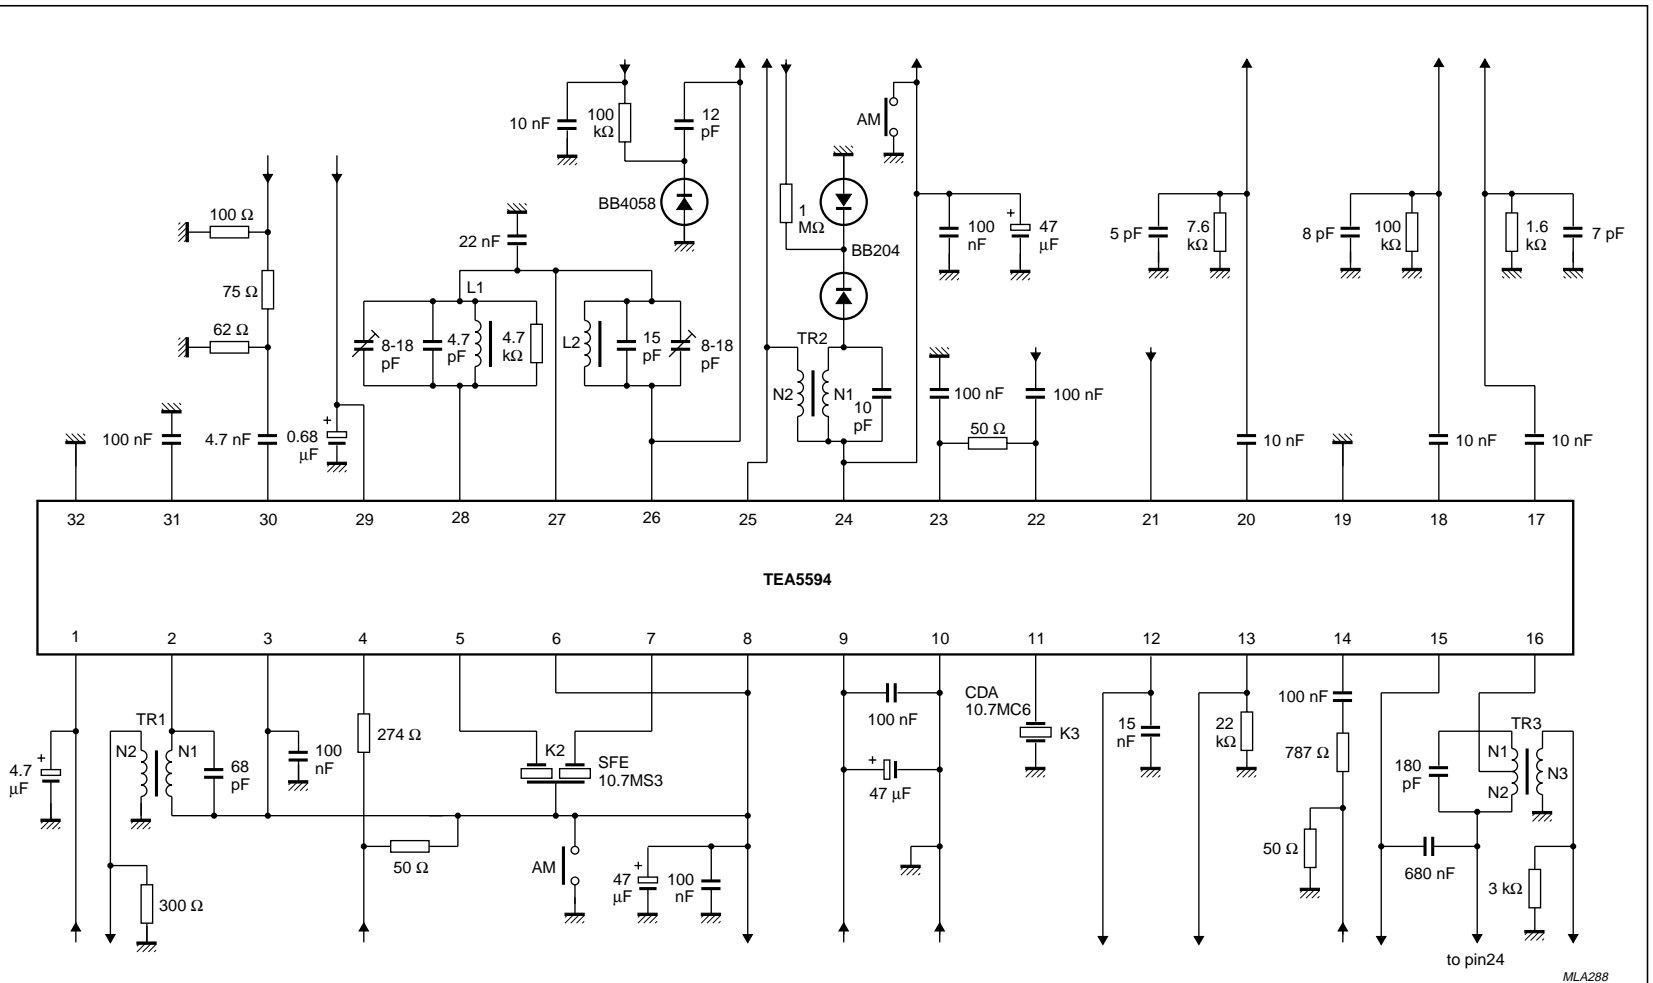 10 nF
100
kΩ
12
pF
AM
BB4058
1
MΩ
BB204
100
nF
+
47
μF
5 pF
7.6
kΩ
8 pF
100
kΩ
1.6
kΩ
7 pF
100 Ω
75 Ω
62 Ω
22 nF
L1
8-18
pF
4.7
pF
4.7
kΩ
L2
15
pF
8-18
pF
TR2
N2
N1
10
pF
100 nF
100 nF
50 Ω
100 nF
4.7 nF
0.68
μF
+
10 nF
10 nF
10 nF
32
31
30
29
28
27
26
25
24
23
22
21
20
19
18
17
TEA5594
1
2
3
4
5
6
7
8
9
10
11
12
13
14
15
16
4.7
μF
+
TR1
N2
N1
68
pF
100
nF
274 Ω
K2
SFE
10.7MS3
100 nF
+
47 μF
CDA
10.7MC6
K3
15
nF
22
kΩ
100 nF
787 Ω
180
pF
TR3
N1
N2
N3
300 Ω
50 Ω
AM
47
μF
+
100
nF
50 Ω
680 nF
3 kΩ
to pin24
MLA288